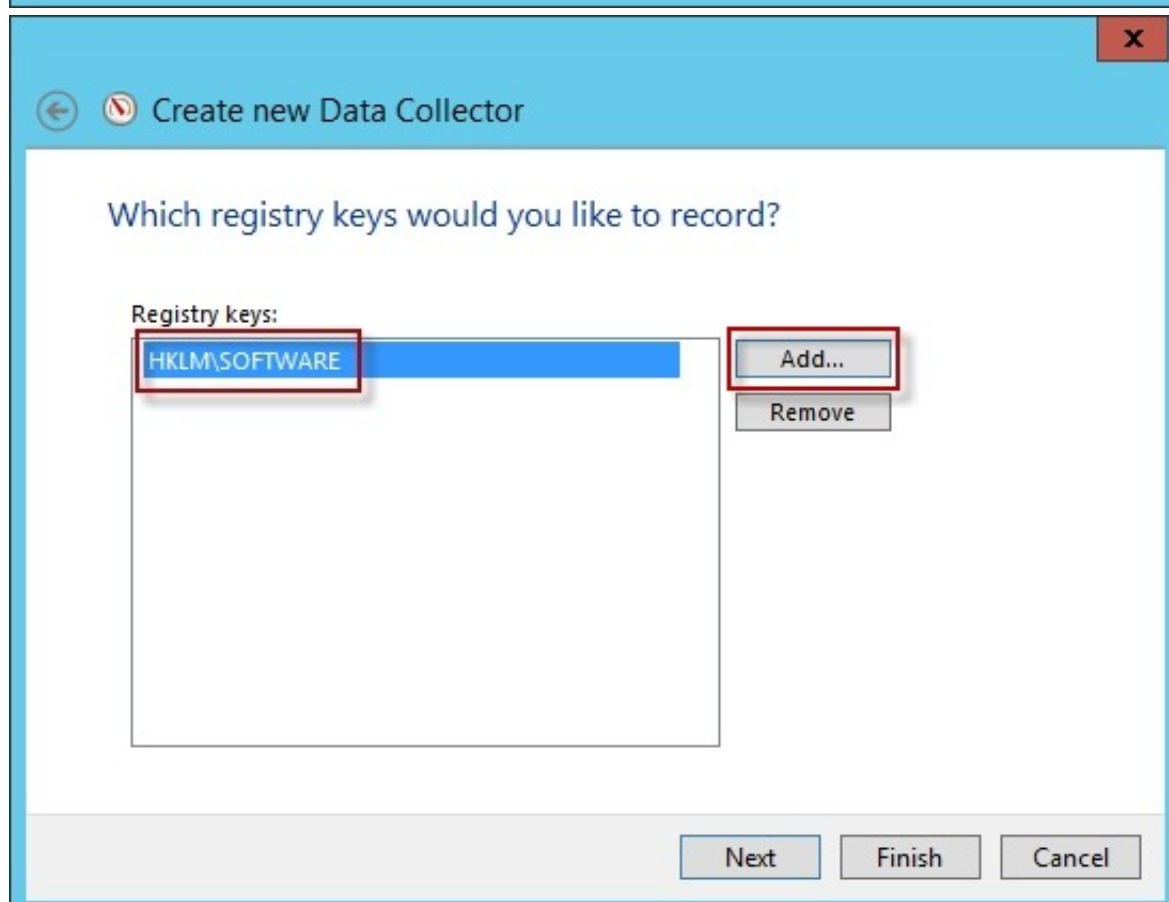 x
Create new Data Collector
Which registry keys would you like to record?
Registry keys:
HKLM\SOFTWARE
Add...
Remove
Next Finish Cancel